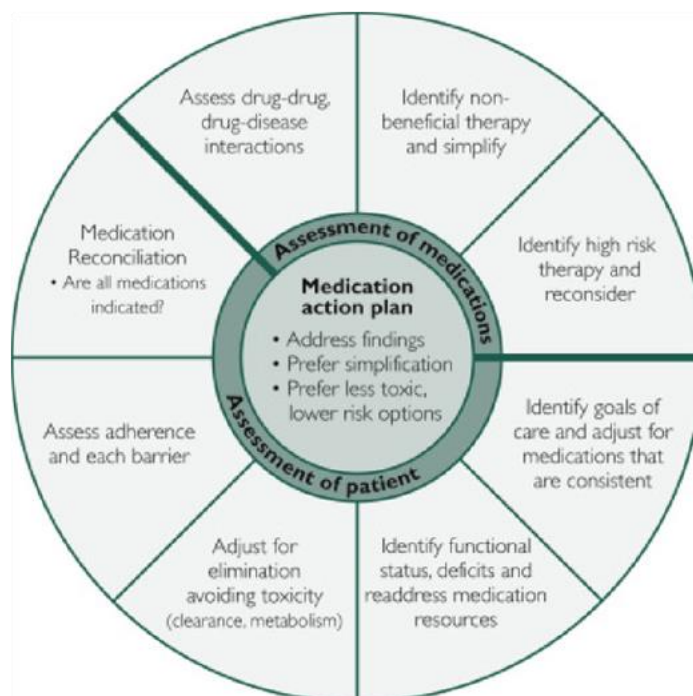 Assess drug-drug,
drug-disease
interactions
Identify non-
beneficial therapy
and simplify
Identify high risk
therapy and
reconsider
Identify goals of
care and adjust for
medications that
are consistent
Identify functional
status, deficits and
readdress medication
resources
Adjust for
elimination
avoiding toxicity
(clearance, metabolism)
Assess adherence
and each barrier
Medication
Reconciliation
• Are all medications
indicated?
Assessment of medications
Assessment of patient
Medication
action plan
• Address findings
• Prefer simplification
• Prefer less toxic,
lower risk options